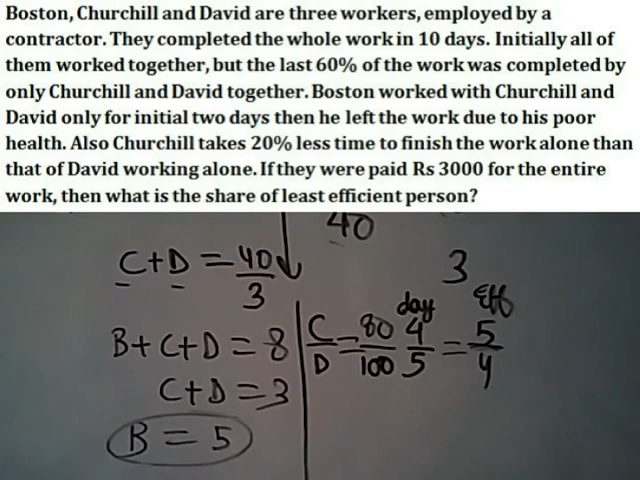 Boston, Churchill and David are three workers, employed by a
contractor. They completed the whole work in 10 days. Initially all of
them worked together, but the last 60% of the work was completed by
only Churchill and David together. Boston worked with Churchill and
David only for initial two days then he left the work due to his poor
health. Also Churchill takes 20% less time to finish the work alone than
that of David working alone. If they were paid Rs 3000 for the entire
work, then what is the share of least efficient person?
40
C+D = 40/3
3
day Eff
B+C+D = 8
C/D = 80/100 4/5 = 5/4
C+D = 3
B = 5